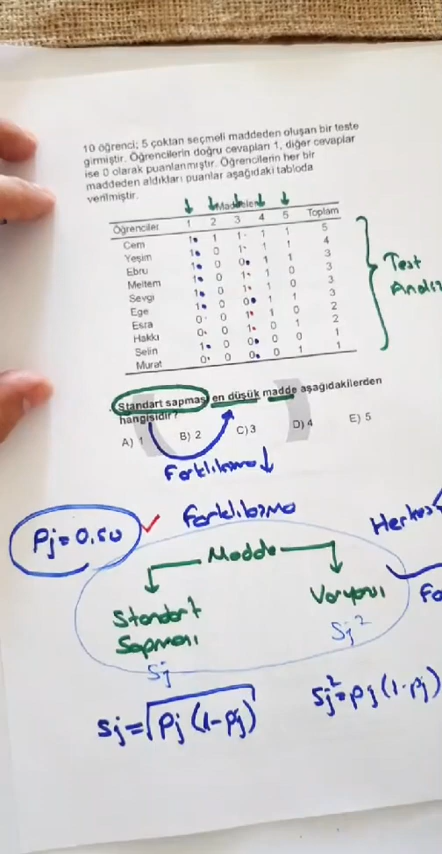 10 öğrenci; 5 çoktan seçmeli maddeden oluşan bir teste
girmiştir. Öğrencilerin doğru cevapları 1, diğer cevaplar
ise 0 olarak puanlanmıştır. Öğrencilerin her bir
maddeden aldıkları puanlar aşağıdaki tabloda
verilmiştir.
Maddeler
Öğrenciler 1 2 3 4 5 Toplam
Cem 1 1 1 1 1 5
Yeşim 1 0 1 1 1 4
Ebru 1 0 0 1 1 3
Meltem 1 0 1 1 0 3
Sevgi 1 0 1 1 0 3
Ege 1 0 0 1 1 3
Esra 0 0 1 1 0 2
Hakkı 0 0 1 0 1 2
Selin 1 0 0 0 0 1
Murat 0 0 0 0 1 1
Test
Standart sapması en düşük madde aşağıdakilerden
hangisidir?
A) 1 B) 2 C) 3 D) 4 E) 5
Farklılaşma ↓
Pj=0.50 ✓ Farklılaşma
Madde
Standart
Sapması
Sj
Varyansı
Sj²
Sj=√Pj(1-Pj)
Sj²=Pj(1-Pj)